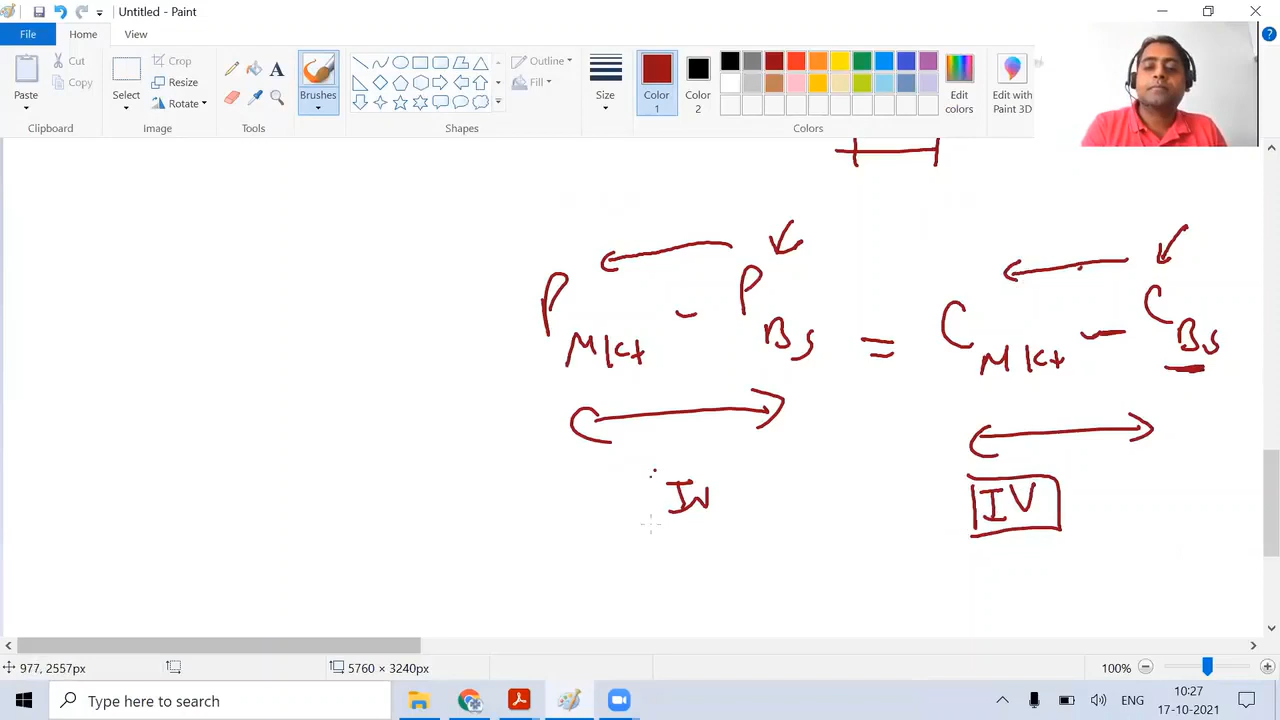 Untitled - Paint
File Home View
Paste Cut Copy
Clipboard
Select Crop Resize Rotate
Image
Tools
Brushes
Outline Fill
Shapes
Size
Color 1
Color 2
Edit colors
Colors
Edit with Paint 3D
P Mkt - P BS = C Mkt - C BS
IV IV
977, 2557px 5760 × 3240px 100%
Type here to search
ENG
10:27
17-10-2021